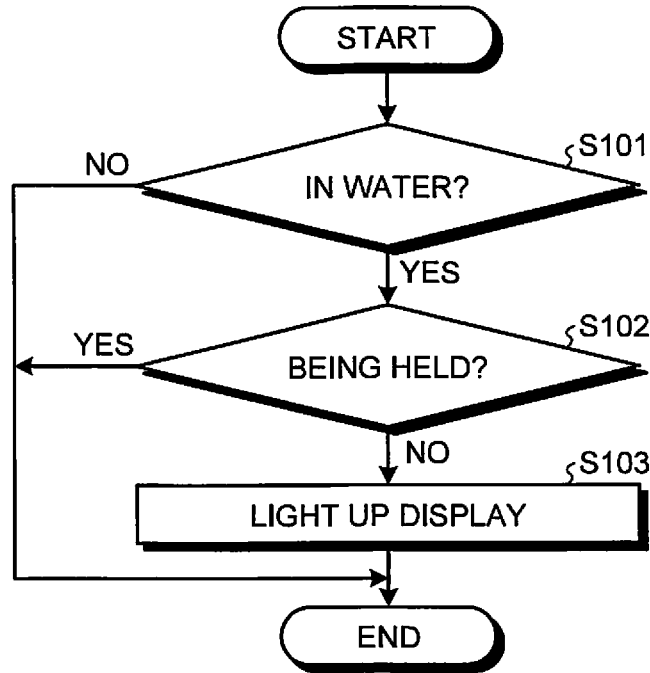 START
S101
NO
IN WATER?
YES
S102
YES
BEING HELD?
NO
S103
LIGHT UP DISPLAY
END